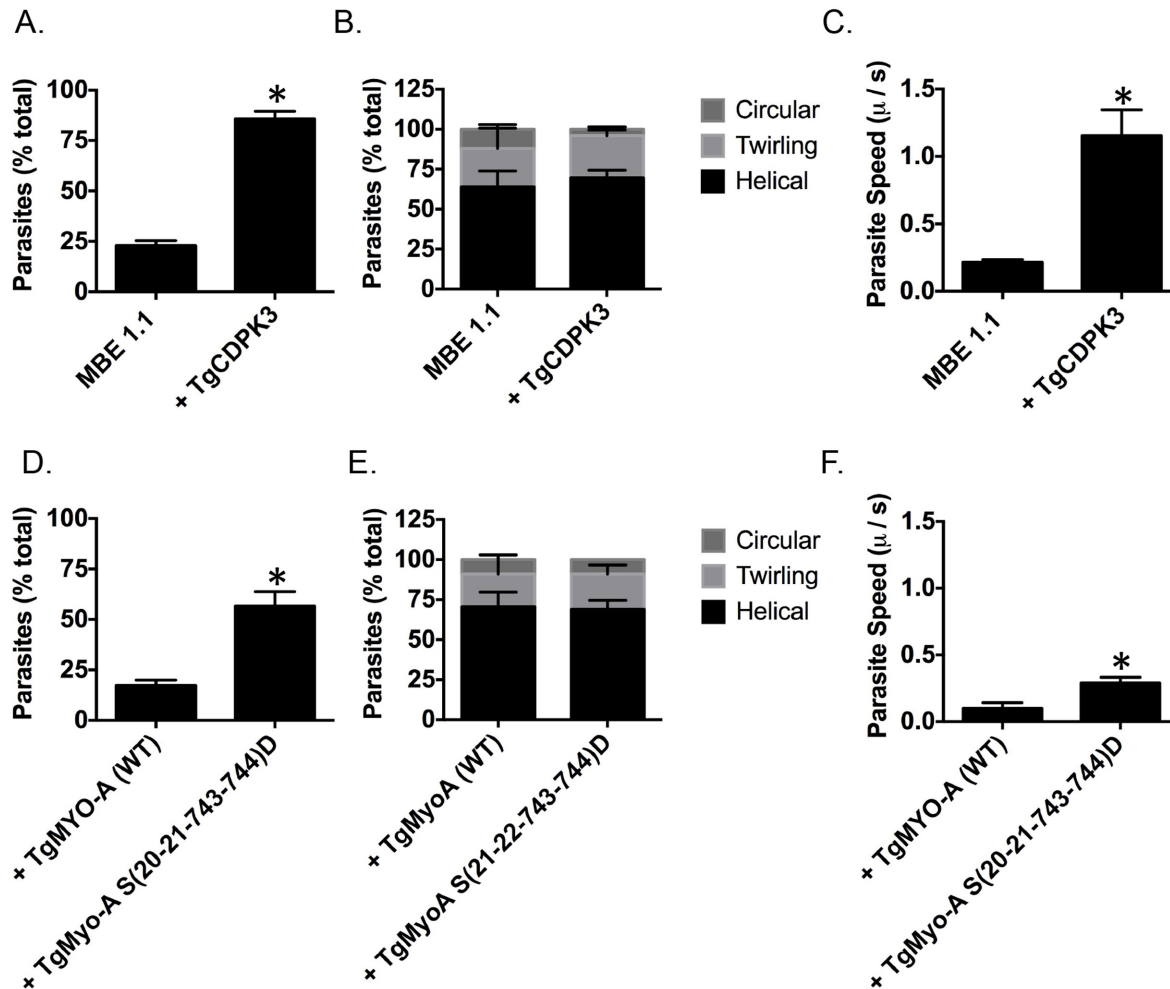 A.
Parasites (% total)
100
75
50
25
0
*
MBE 1.1
+ TgCDPK3
B.
Parasites (% total)
125
100
75
50
25
0
MBE 1.1
+ TgCDPK3
Circular
Twirling
Helical
C.
Parasite Speed (μ / s)
1.5
1.0
0.5
0.0
*
MBE 1.1
+ TgCDPK3
D.
Parasites (% total)
100
75
50
25
0
*
+ TgMYO-A (WT)
+ TgMyo-A S(20-21-743-744)D
E.
Parasites (% total)
125
100
75
50
25
0
+ TgMyoA (WT)
+ TgMyoA S(21-22-743-744)D
Circular
Twirling
Helical
F.
Parasite Speed (μ / s)
1.5
1.0
0.5
0.0
*
+ TgMYO-A (WT)
+ TgMyo-A S(20-21-743-744)D